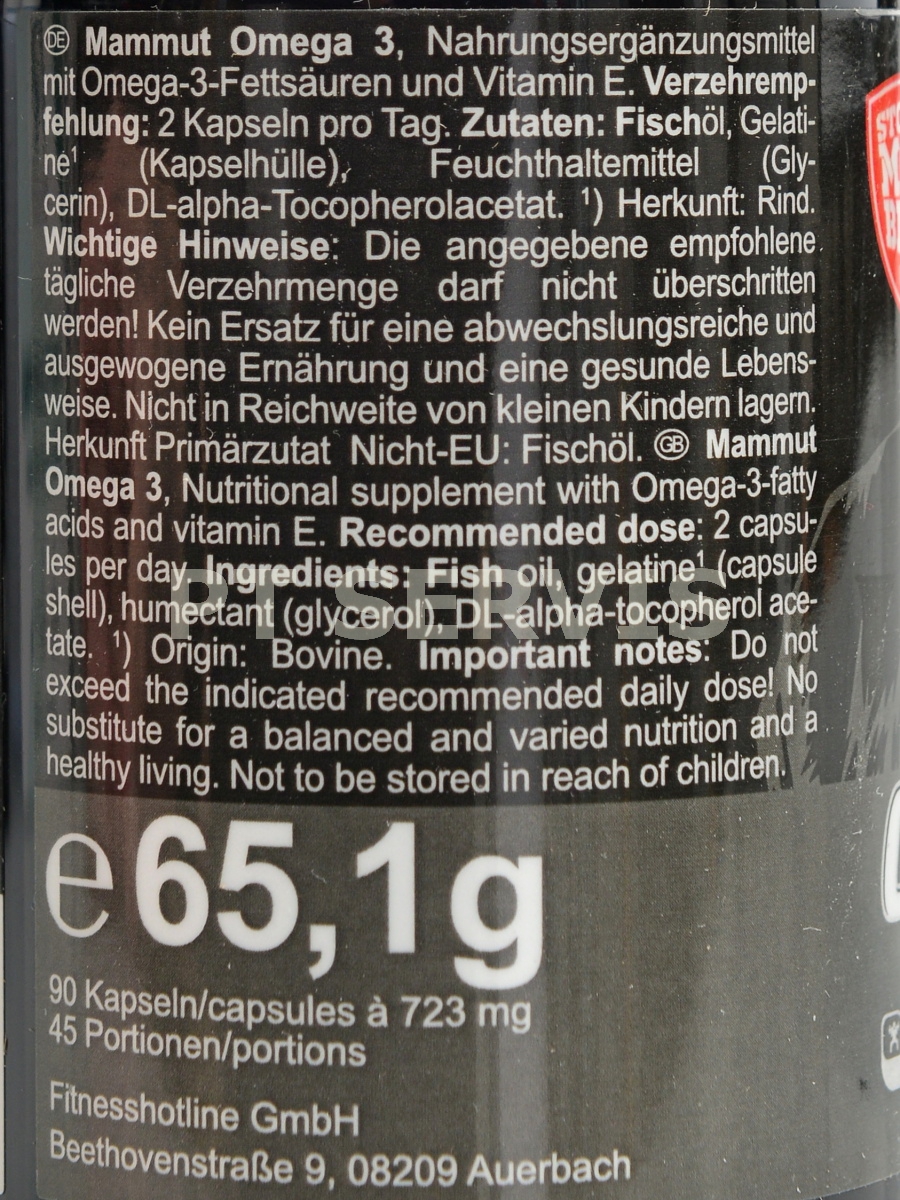 DE Mammut Omega 3, Nahrungsergänzungsmittel
mit Omega-3-Fettsäuren und Vitamin E. Verzehremp-
fehlung: 2 Kapseln pro Tag. Zutaten: Fischöl, Gelati-
ne¹ (Kapselhülle), Feuchthaltemittel (Gly-
cerin), DL-alpha-Tocopherolacetat. ¹) Herkunft: Rind.
Wichtige Hinweise: Die angegebene empfohlene
tägliche Verzehrmenge darf nicht überschritten
werden! Kein Ersatz für eine abwechslungsreiche und
ausgewogene Ernährung und eine gesunde Lebens-
weise. Nicht in Reichweite von kleinen Kindern lagern.
Herkunft Primärzutat Nicht-EU: Fischöl. GB Mammut
Omega 3, Nutritional supplement with Omega-3-fatty
acids and vitamin E. Recommended dose: 2 capsu-
les per day. Ingredients: Fish oil, gelatine¹ (capsule
shell), humectant (glycerol), DL-alpha-tocopherol ace-
tate. ¹) Origin: Bovine. Important notes: Do not
exceed the indicated recommended daily dose! No
substitute for a balanced and varied nutrition and a
healthy living. Not to be stored in reach of children.
PT SERVIS
e 65,1g
90 Kapseln/capsules à 723 mg
45 Portionen/portions
Fitnesshotline GmbH
Beethovenstraße 9, 08209 Auerbach